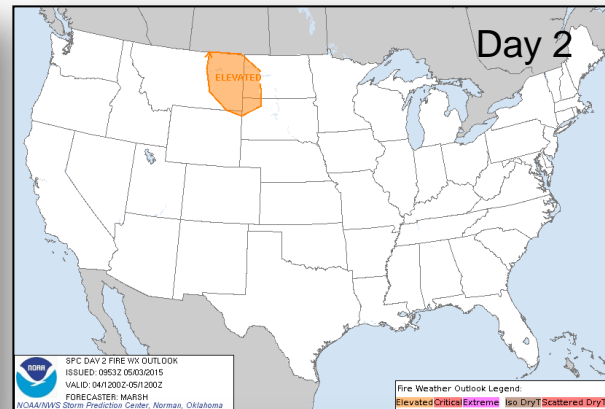 Day 2
ELEVATED
NOAA
SPC DAY 2 FIRE WX OUTLOOK
ISSUED: 0953Z 05/03/2015
VALID: 04/1200Z-05/1200Z
FORECASTER: MARSH
NOAA/NWS Storm Prediction Center, Norman, Oklahoma
Fire Weather Outlook Legend:
Elevated Critical Extreme Iso DryT Scattered DryT